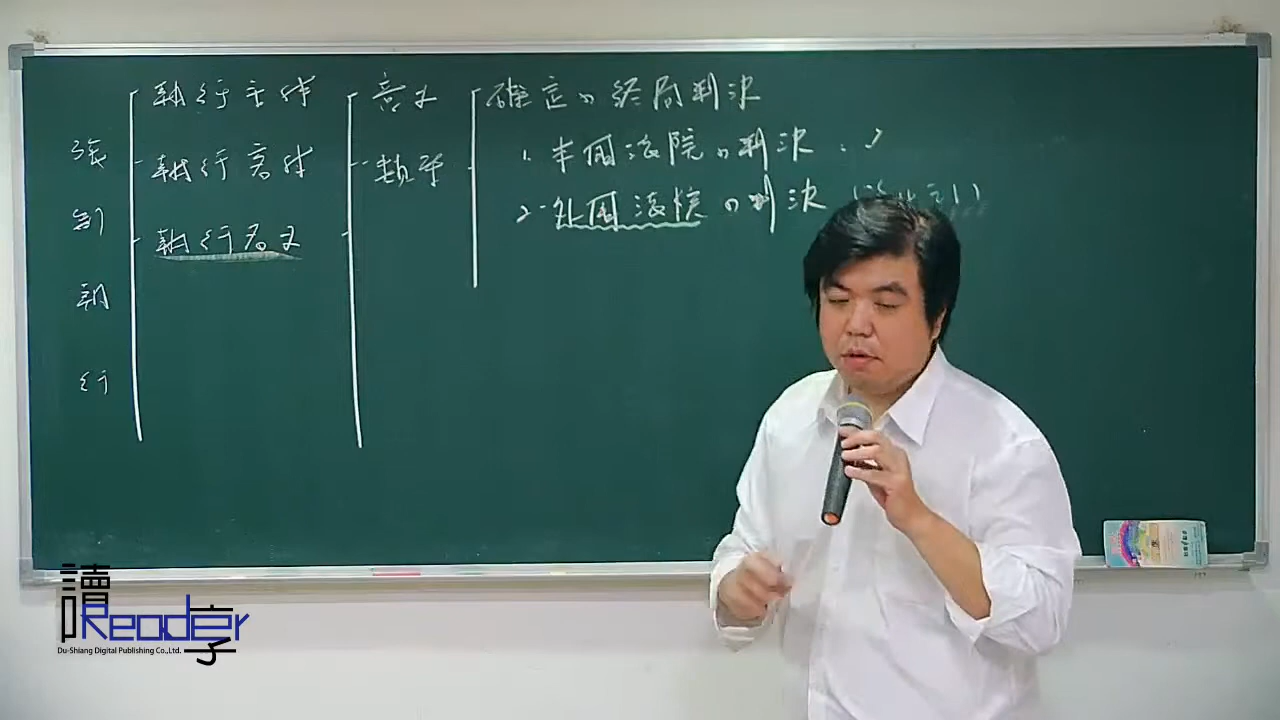 強制執行
執行主体
執行客体
執行名义
意义
類型
確定の終局判決
1. 本国法院の判決
2. 外国法院の判決
讀享
Reader
Du-Shiang Digital Publishing Co.,Ltd.